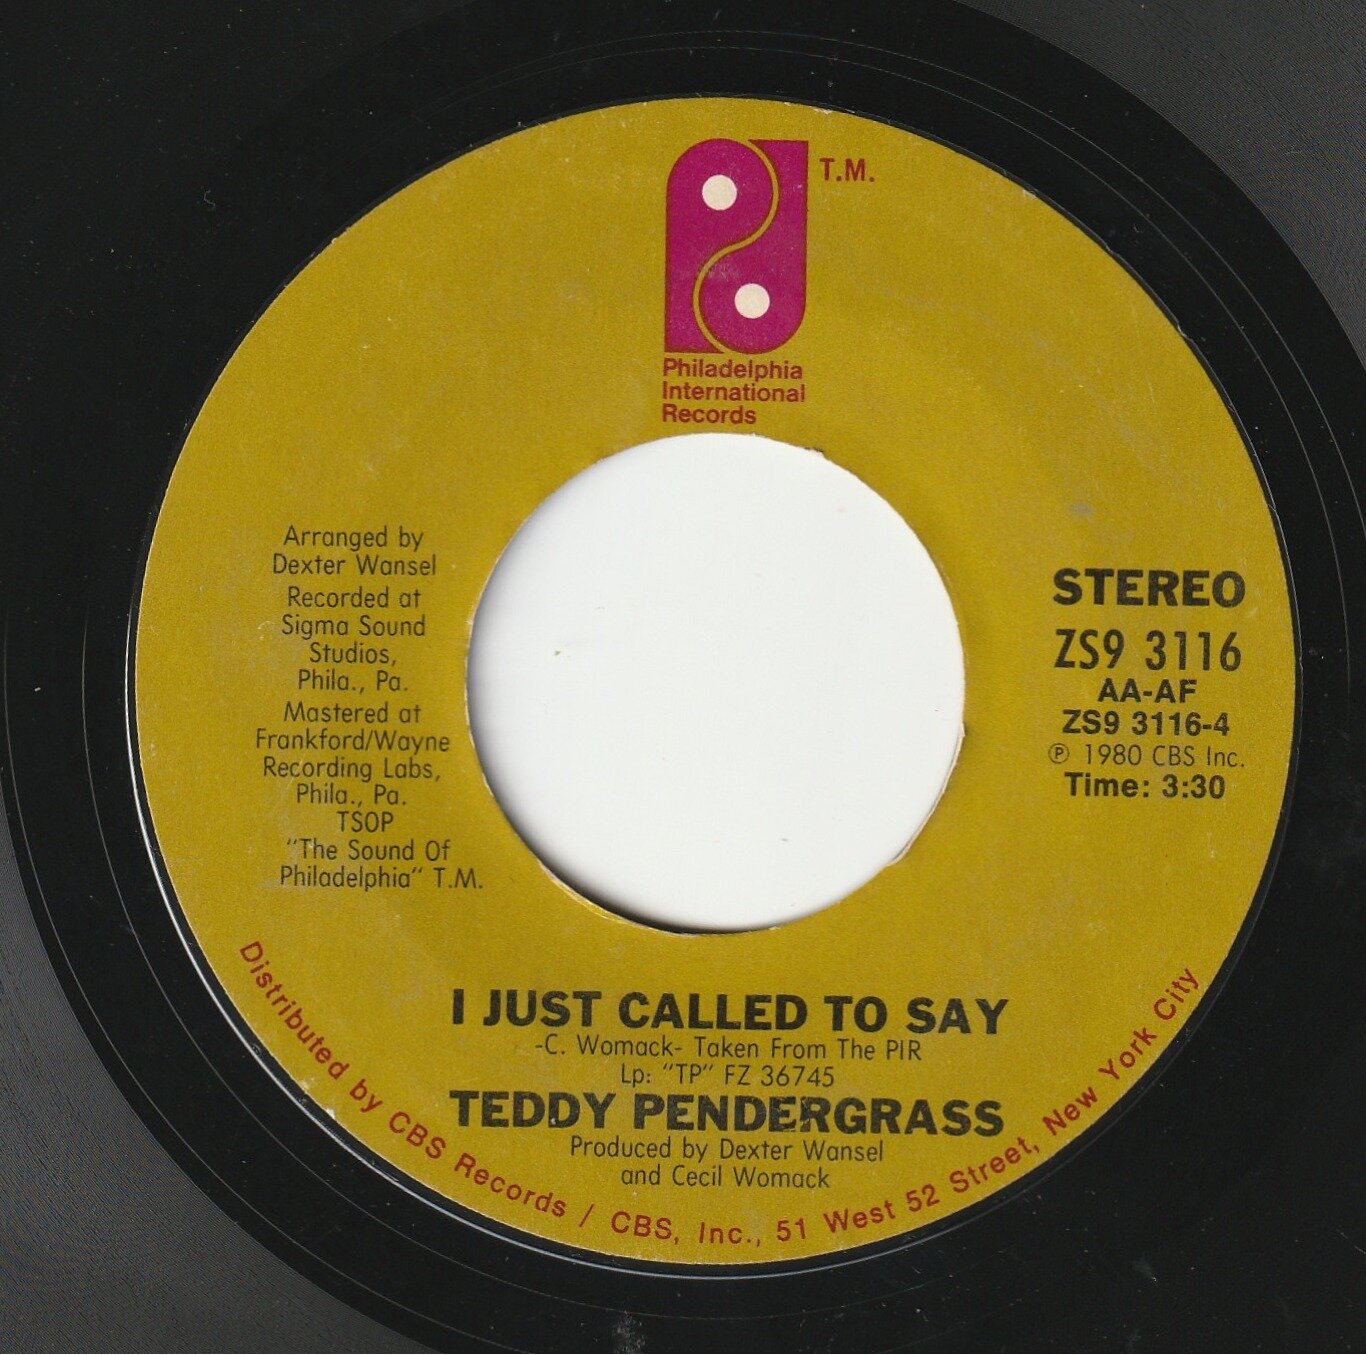 T.M.
Philadelphia
International
Records
Arranged by
Dexter Wansel
Recorded at
Sigma Sound
Studios,
Phila., Pa.
Mastered at
Frankford/Wayne
Recording Labs,
Phila., Pa.
TSOP
"The Sound Of
Philadelphia" T.M.
STEREO
ZS9 3116
AA-AF
ZS9 3116-4
℗ 1980 CBS Inc.
Time: 3:30
I JUST CALLED TO SAY
-C. Womack- Taken From The PIR
Lp: "TP" FZ 36745
TEDDY PENDERGRASS
Produced by Dexter Wansel
and Cecil Womack
Distributed by CBS Records / CBS, Inc., 51 West 52 Street, New York City